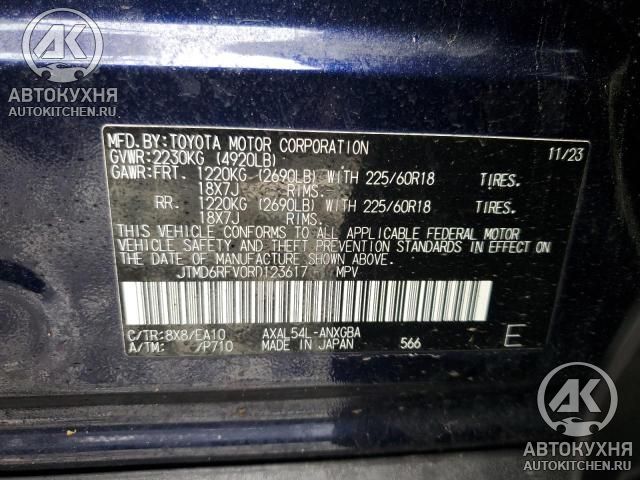 АК
АВТОКУХНЯ
AUTOKITCHEN.RU
MFD.BY:TOYOTA MOTOR CORPORATION 11/23
GVWR:2230KG (4920LB)
GAWR:FRT. 1220KG (2690LB) WITH 225/60R18 TIRES.
18X7J RIMS.
RR. 1220KG (2690LB) WITH 225/60R18 TIRES.
18X7J RIMS.
THIS VEHICLE CONFORMS TO ALL APPLICABLE FEDERAL MOTOR
VEHICLE SAFETY AND THEFT PREVENTION STANDARDS IN EFFECT ON
THE DATE OF MANUFACTURE SHOWN ABOVE.
JTMD6RFV0RD123617 MPV
C/TR:8X8/EA10 AXAL54L-ANXGBA
A/TM: /P710 MADE IN JAPAN 566 E
АК
АВТОКУХНЯ
AUTOKITCHEN.RU